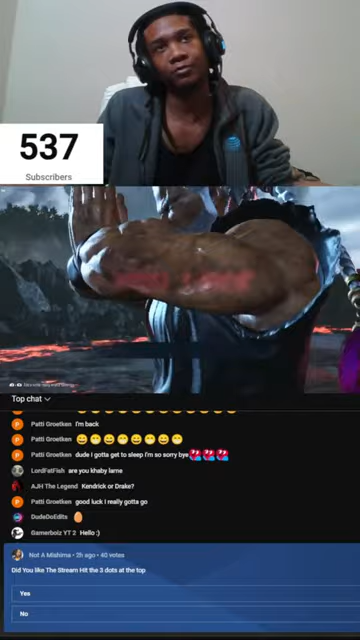 537
Subscribers
Top chat
P Patti Groetken I'm back
P Patti Groetken 😄😁😄😁😄😄😁
P Patti Groetken dude I gotta get to sleep I'm so sorry bye
LordFatFish are you khaby lame
AJH The Legend Kendrick or Drake?
P Patti Groetken good luck I really gotta go
DudeDoEdits 🥚
Gamerboiz YT 2 Hello :)
Not A Mishima • 2h ago • 40 votes
Did You like The Stream Hit the 3 dots at the top
Yes
No